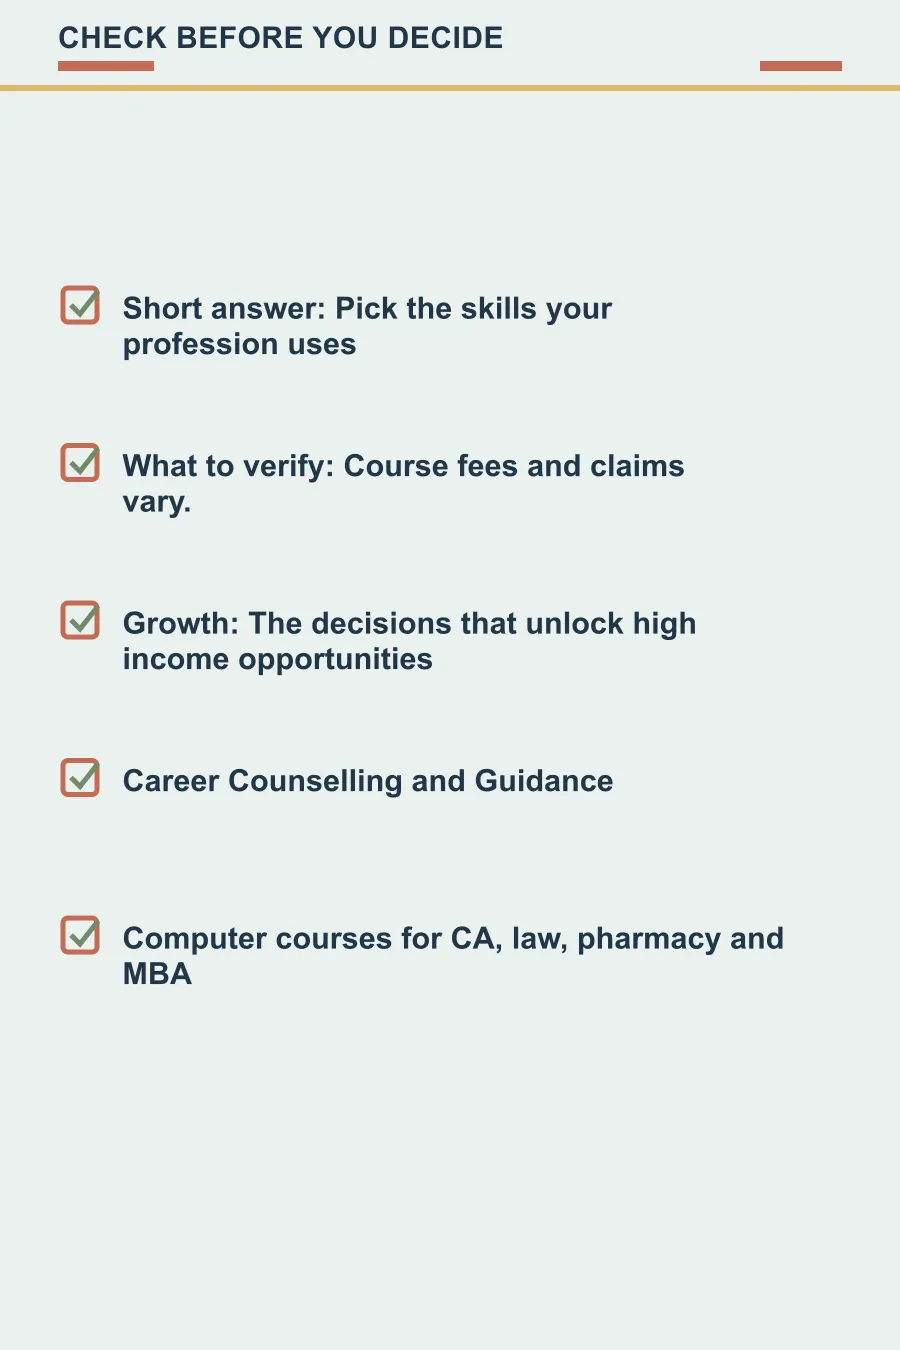 CHECK BEFORE YOU DECIDE
Short answer: Pick the skills your
profession uses
What to verify: Course fees and claims
vary.
Growth: The decisions that unlock high
income opportunities
Career Counselling and Guidance
Computer courses for CA, law, pharmacy and
MBA